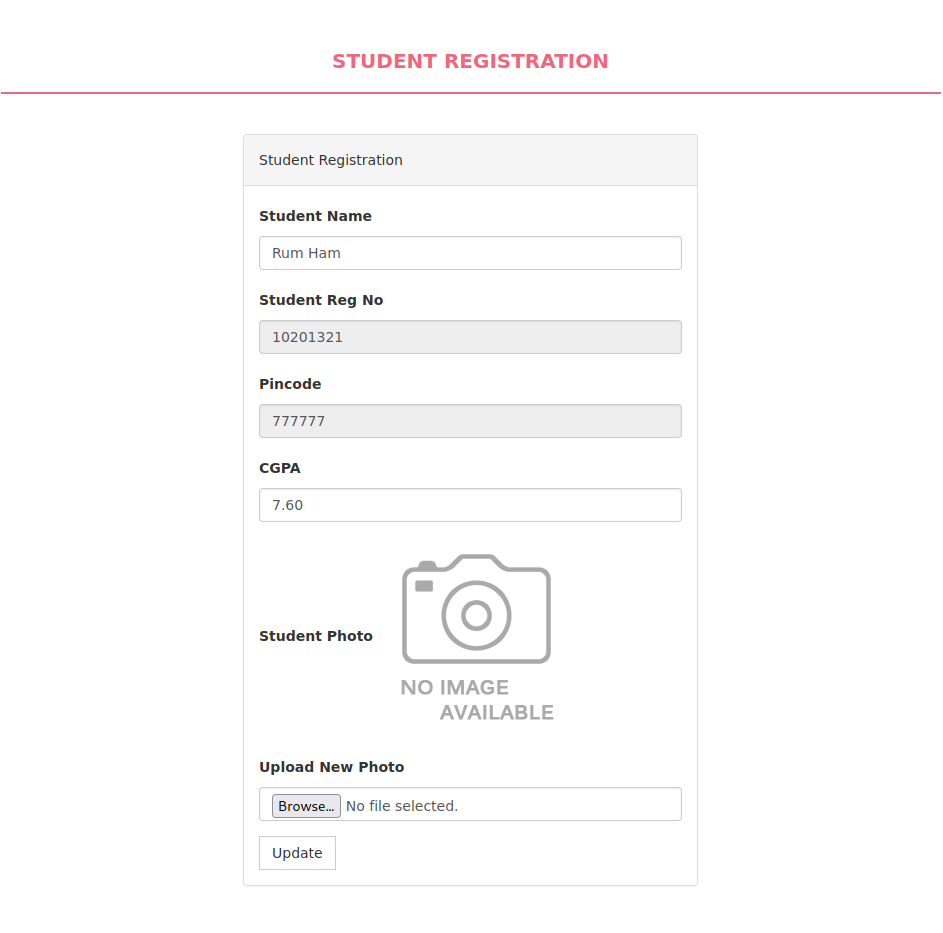 STUDENT REGISTRATION
Student Registration
Student Name
Rum Ham
Student Reg No
10201321
Pincode
777777
CGPA
7.60
Student Photo
NO IMAGE
AVAILABLE
Upload New Photo
Browse... No file selected.
Update